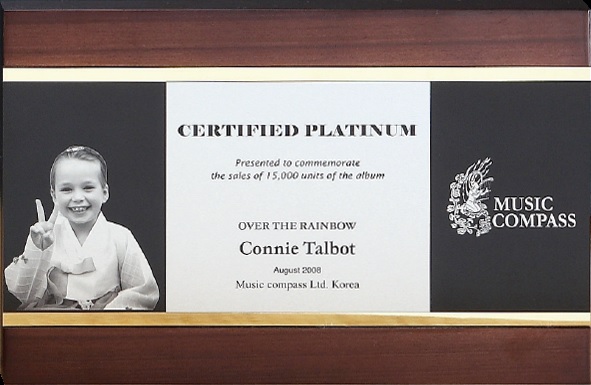 CERTIFIED PLATINUM
Presented to commemorate
the sales of 15,000 units of the album
OVER THE RAINBOW
Connie Talbot
August 2008
Music compass Ltd. Korea
MUSIC
COMPASS